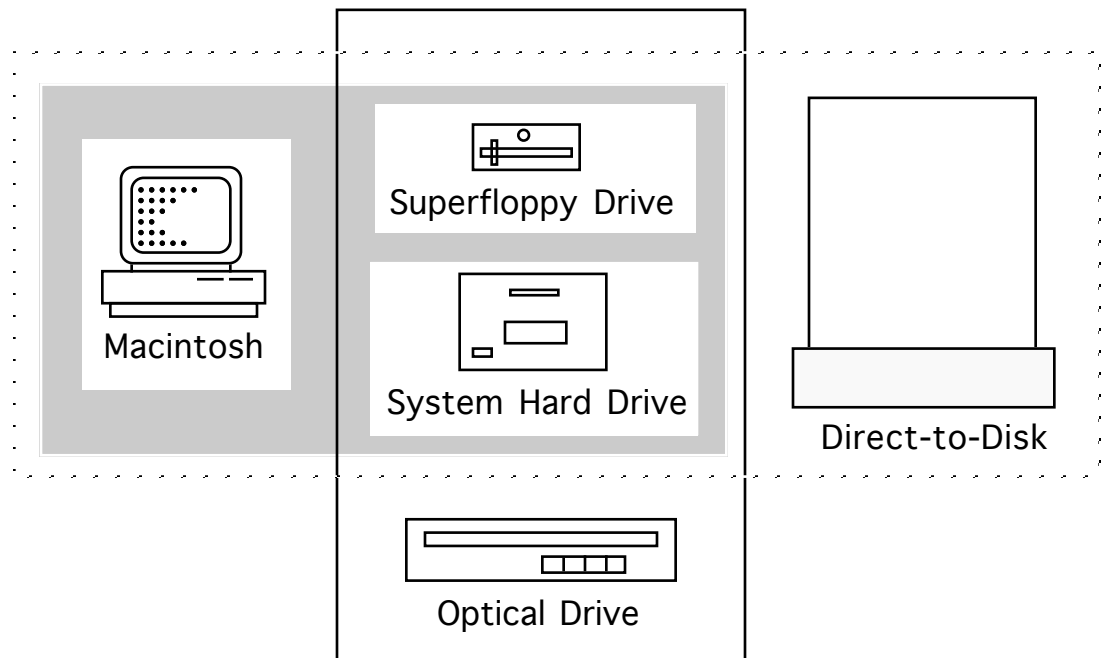 Superfloppy Drive
Macintosh
System Hard Drive
Direct-to-Disk
Optical Drive